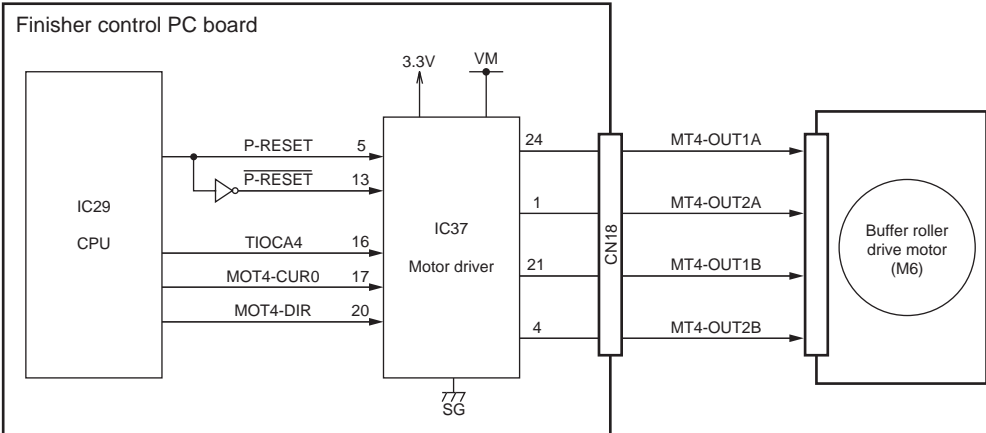 Finisher control PC board
3.3V
VM
IC29
CPU
P-RESET
5
P-RESET
13
TIOCA4
16
MOT4-CUR0
17
MOT4-DIR
20
IC37
Motor driver
SG
24
1
21
4
CN18
MT4-OUT1A
MT4-OUT2A
MT4-OUT1B
MT4-OUT2B
Buffer roller
drive motor
(M6)